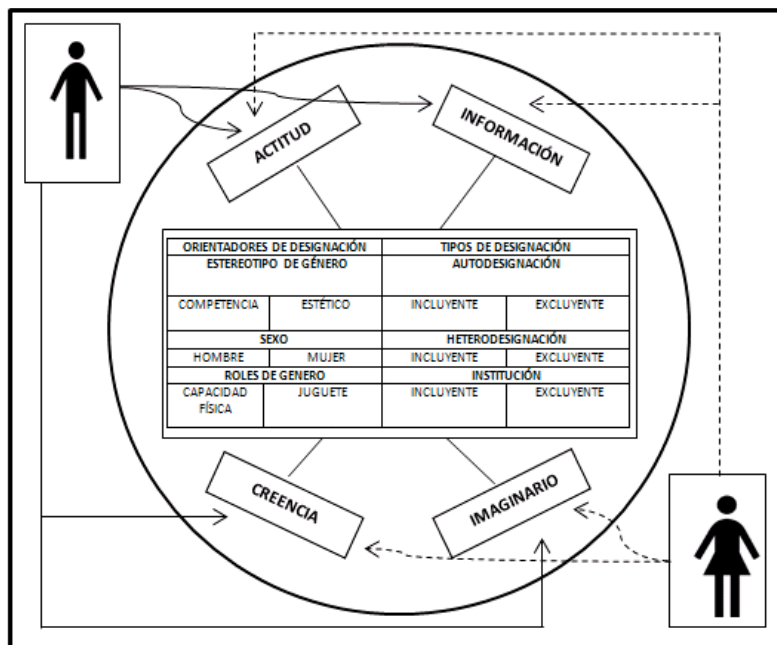 ACTITUD
INFORMACIÓN
ORIENTADORES DE DESIGNACIÓN TIPOS DE DESIGNACIÓN
ESTEREOTIPO DE GÉNERO AUTODESIGNACIÓN
COMPETENCIA ESTÉTICO INCLUYENTE EXCLUYENTE
SEXO HETERODESIGNACIÓN
HOMBRE MUJER INCLUYENTE EXCLUYENTE
ROLES DE GENERO INSTITUCIÓN
CAPACIDAD JUGUETE INCLUYENTE EXCLUYENTE
FÍSICA
CREENCIA
IMAGINARIO